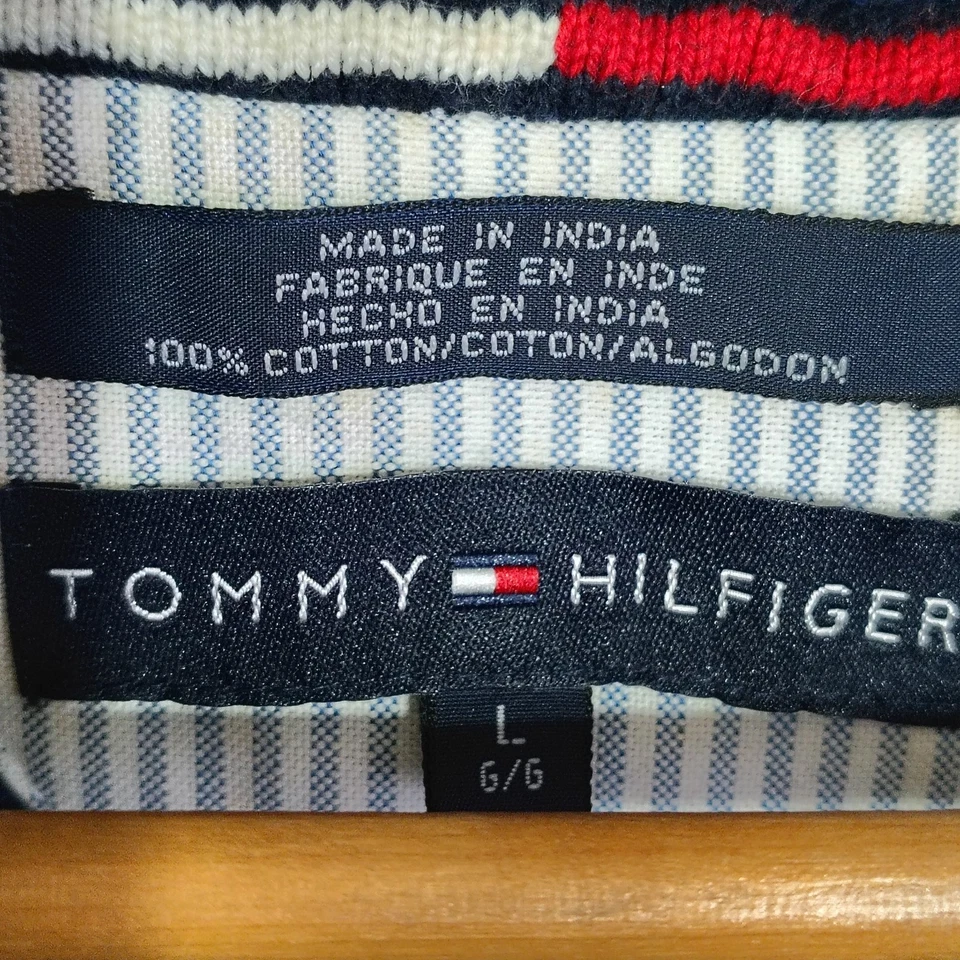 MADE IN INDIA
FABRIQUE EN INDE
HECHO EN INDIA
100% COTTON/COTON/ALGODON
TOMMY HILFIGER
L
G/G